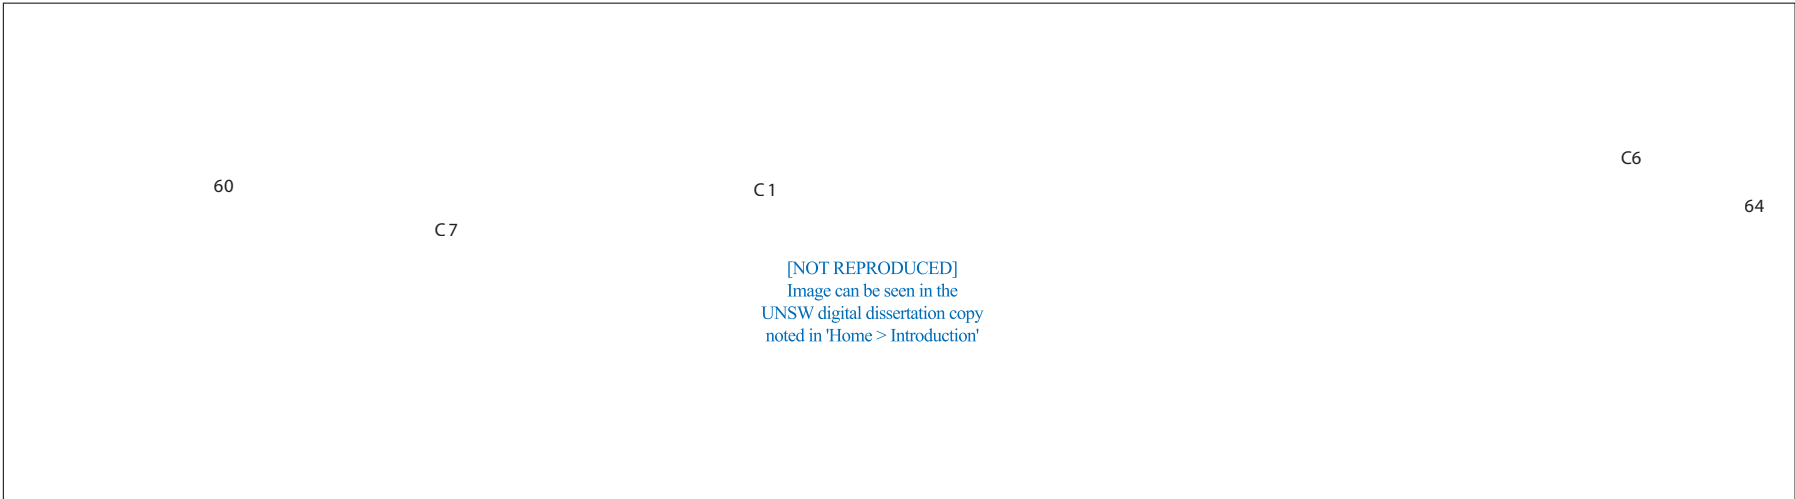 C6
60
C 1
64
C 7
[NOT REPRODUCED]
Image can be seen in the
UNSW digital dissertation copy
noted in 'Home > Introduction'